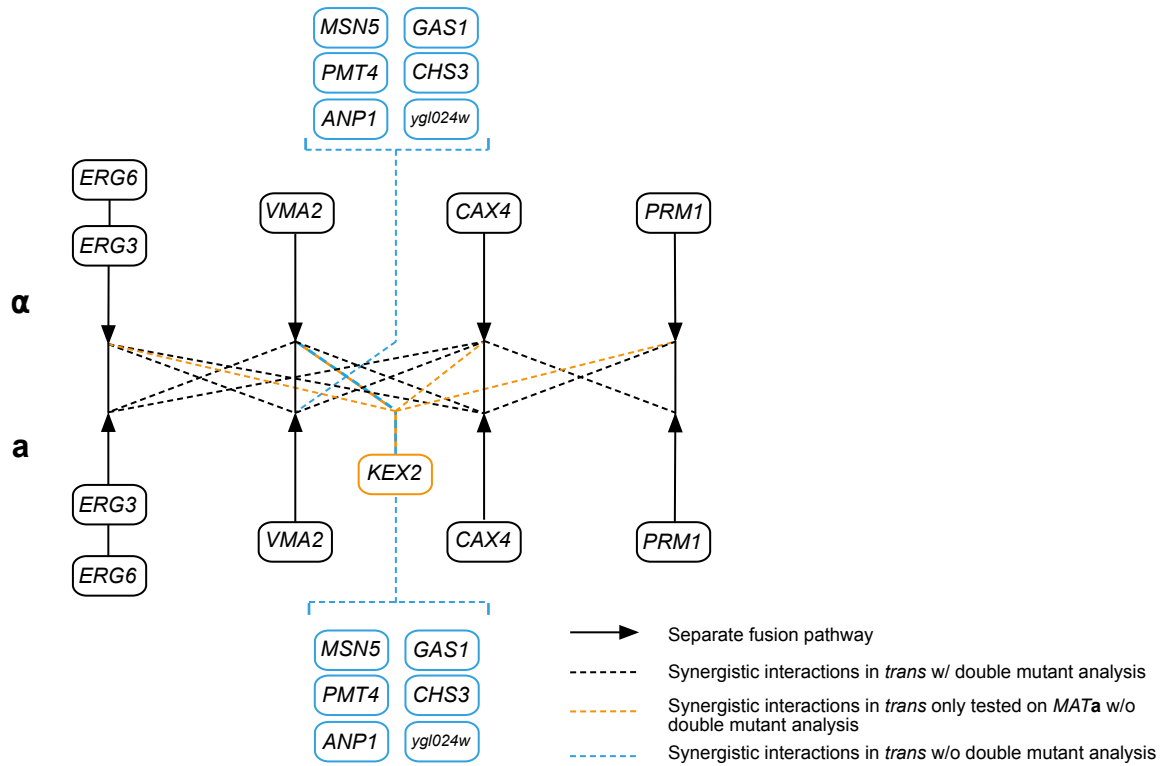 MSN5 GAS1
PMT4 CHS3
ANP1 ygl024w
ERG6
VMA2 CAX4 PRM1
ERG3
α
a
KEX2
ERG3
VMA2 CAX4 PRM1
ERG6
MSN5 GAS1
PMT4 CHS3
ANP1 ygl024w
Separate fusion pathway
Synergistic interactions in trans w/ double mutant analysis
Synergistic interactions in trans only tested on MATa w/o
double mutant analysis
Synergistic interactions in trans w/o double mutant analysis